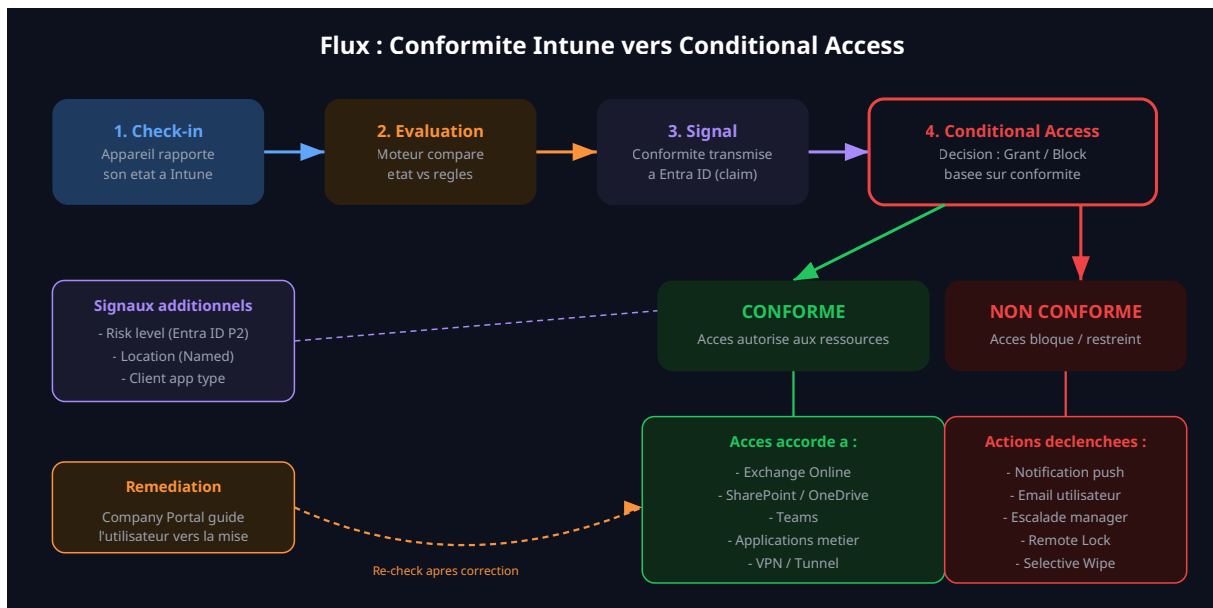 Flux : Conformite Intune vers Conditional Access
1. Check-in
Appareil rapporte
son etat a Intune
2. Evaluation
Moteur compare
etat vs regles
3. Signal
Conformite transmise
a Entra ID (claim)
4. Conditional Access
Decision : Grant / Block
basee sur conformite
Signaux additionnels
- Risk level (Entra ID P2)
- Location (Named)
- Client app type
CONFORME
Acces autorise aux ressources
NON CONFORME
Acces bloque / restreint
Remediation
Company Portal guide
l'utilisateur vers la mise
Re-check apres correction
Acces accorde a :
- Exchange Online
- SharePoint / OneDrive
- Teams
- Applications metier
- VPN / Tunnel
Actions declenchees :
- Notification push
- Email utilisateur
- Escalade manager
- Remote Lock
- Selective Wipe